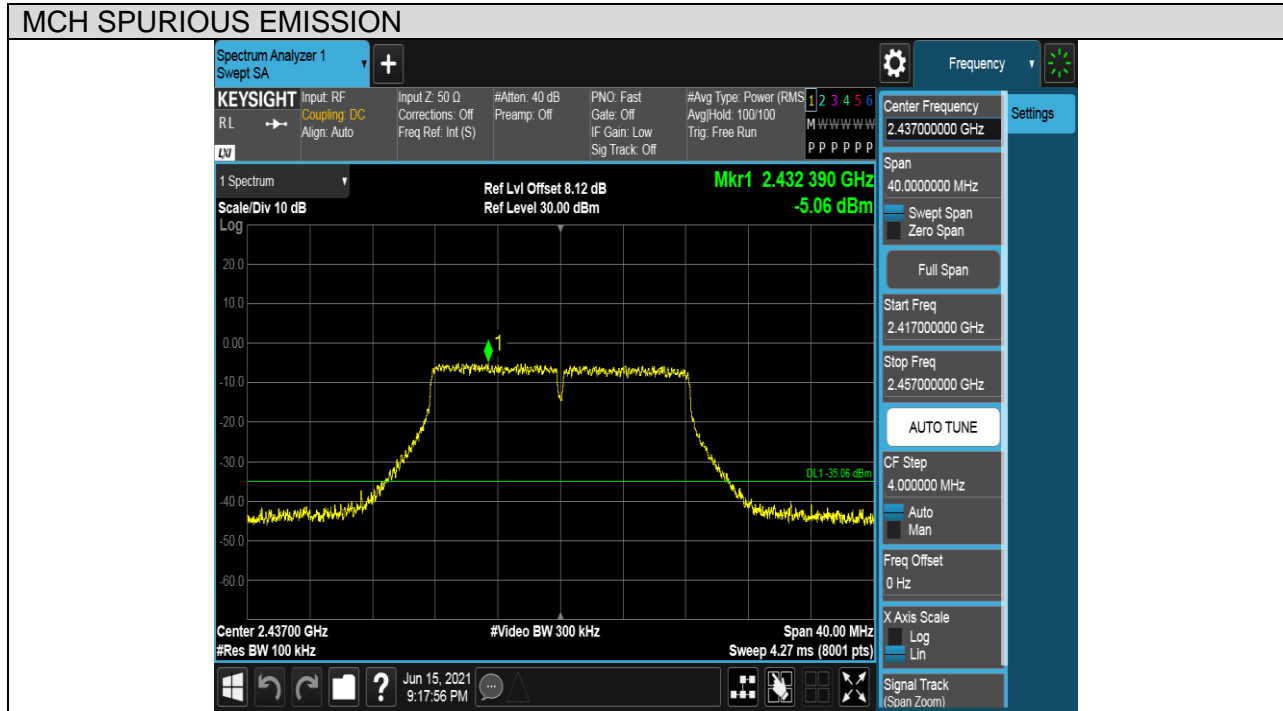 MCH SPURIOUS EMISSION
Spectrum Analyzer 1
Swept SA
+
Frequency
KEYSIGHT
RL
LXI
Input: RF
Coupling: DC
Align: Auto
Input Z: 50 Ω
Corrections: Off
Freq Ref: Int (S)
#Atten: 40 dB
Preamp: Off
PNO: Fast
Gate: Off
IF Gain: Low
Sig Track: Off
#Avg Type: Power (RMS
Avg|Hold: 100/100
Trig: Free Run
1 2 3 4 5 6
M W W W W W
P P P P P P
1 Spectrum
Scale/Div 10 dB
Ref Lvl Offset 8.12 dB
Ref Level 30.00 dBm
Mkr1 2.432 390 GHz
-5.06 dBm
Log
20.0
10.0
0.00
-10.0
-20.0
-30.0
-40.0
-50.0
-60.0
1
DL1 -35.06 dBm
Center 2.43700 GHz
#Res BW 100 kHz
#Video BW 300 kHz
Span 40.00 MHz
Sweep 4.27 ms (8001 pts)
?
Jun 15, 2021
9:17:56 PM
Center Frequency
2.437000000 GHz
Settings
Span
40.0000000 MHz
Swept Span
Zero Span
Full Span
Start Freq
2.417000000 GHz
Stop Freq
2.457000000 GHz
AUTO TUNE
CF Step
4.000000 MHz
Auto
Man
Freq Offset
0 Hz
X Axis Scale
Log
Lin
Signal Track
(Span Zoom)